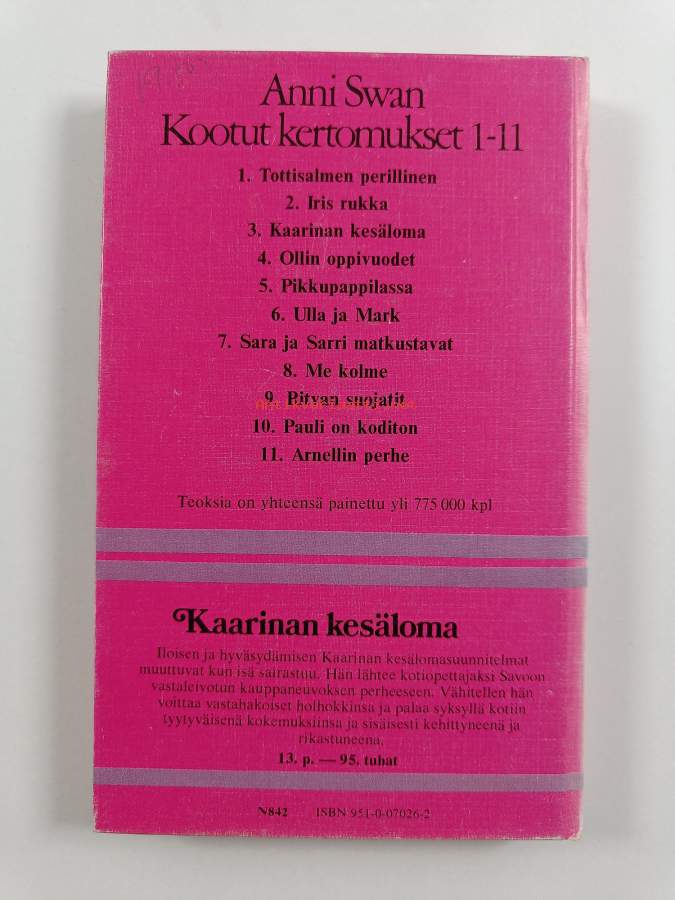 Anni Swan
Kootut kertomukset 1-11
1. Tottisalmen perillinen
2. Iris rukka
3. Kaarinan kesäloma
4. Ollin oppivuodet
5. Pikkupappilassa
6. Ulla ja Mark
7. Sara ja Sarri matkustavat
8. Me kolme
9. Ritvan suojatit
10. Pauli on koditon
11. Arnellin perhe
Teoksia on yhteensä painettu yli 775 000 kpl
Kaarinan kesäloma
Iloisen ja hyväsydämisen Kaarinan kesälomasuunnitelmat
muuttuvat kun isä sairastuu. Hän lähtee kotiopettajaksi Savoon
vastaleivotun kauppaneuvoksen perheeseen. Vähitellen hän
voittaa vastahakoiset holhokkinsa ja palaa syksyllä kotiin
tyytyväisenä kokemuksiinsa ja sisäisesti kehittyneenä ja
rikastuneena.
13. p. — 95. tuhat
N842 ISBN 951-0-07026-2